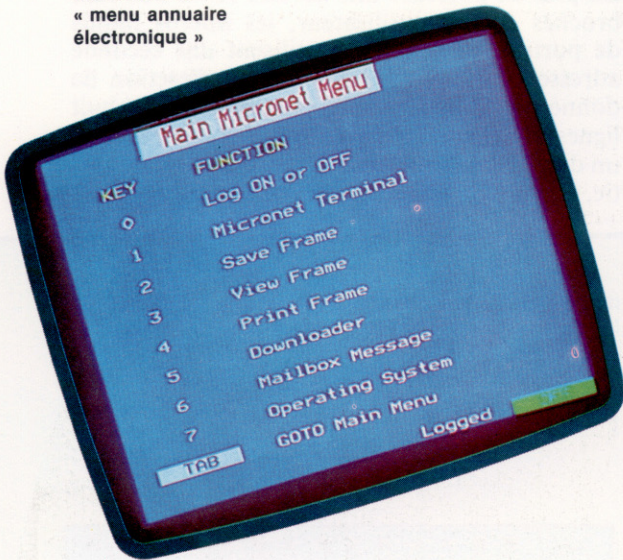 « menu annuaire
électronique »
Main Micronet Menu
KEY FUNCTION
0 Log ON or OFF
1 Micronet Terminal
2 Save Frame
3 View Frame
4 Print Frame
5 Downloader
6 Mailbox Message
7 Operating System
0
TAB GOTO Main Menu
Logged